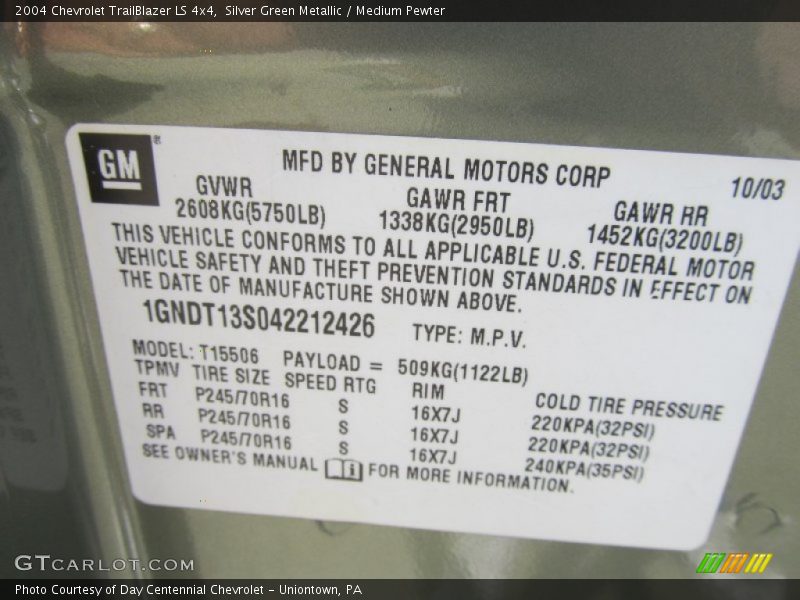 2004 Chevrolet TrailBlazer LS 4x4, Silver Green Metallic / Medium Pewter
GM®
MFD BY GENERAL MOTORS CORP 10/03
GVWR GAWR FRT GAWR RR
2608KG(5750LB) 1338KG(2950LB) 1452KG(3200LB)
THIS VEHICLE CONFORMS TO ALL APPLICABLE U.S. FEDERAL MOTOR
VEHICLE SAFETY AND THEFT PREVENTION STANDARDS IN EFFECT ON
THE DATE OF MANUFACTURE SHOWN ABOVE.
1GNDT13S042212426 TYPE: M.P.V.
MODEL: T15506 PAYLOAD = 509KG(1122LB)
TPMV TIRE SIZE SPEED RTG RIM COLD TIRE PRESSURE
FRT P245/70R16 S 16X7J 220KPA(32PSI)
RR P245/70R16 S 16X7J 220KPA(32PSI)
SPA P245/70R16 S 16X7J 240KPA(35PSI)
SEE OWNER'S MANUAL FOR MORE INFORMATION.
GTCARLOT.COM
Photo Courtesy of Day Centennial Chevrolet - Uniontown, PA